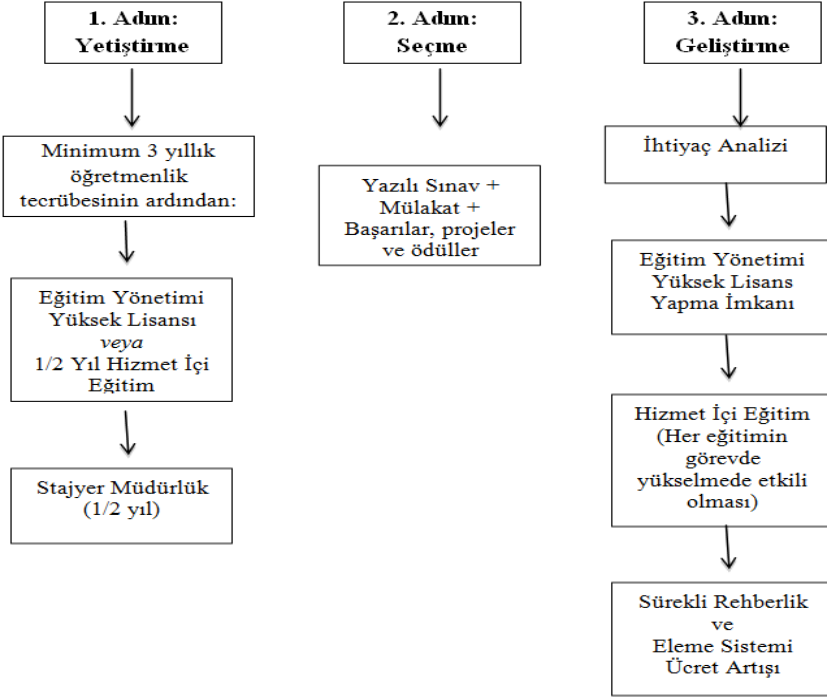 1. Adım:
Yetiştirme
Minimum 3 yıllık
öğretmenlik
tecrübesinin ardından:
Eğitim Yönetimi
Yüksek Lisansı
veya
1/2 Yıl Hizmet İçi
Eğitim
Stajyer Müdürlük
(1/2 yıl)
2. Adım:
Seçme
Yazılı Sınav +
Mülakat +
Başarılar, projeler
ve ödüller
3. Adım:
Geliştirme
İhtiyaç Analizi
Eğitim Yönetimi
Yüksek Lisans
Yapma İmkanı
Hizmet İçi Eğitim
(Her eğitimin
görevde
yükselmede etkili
olması)
Sürekli Rehberlik
ve
Eleme Sistemi
Ücret Artışı